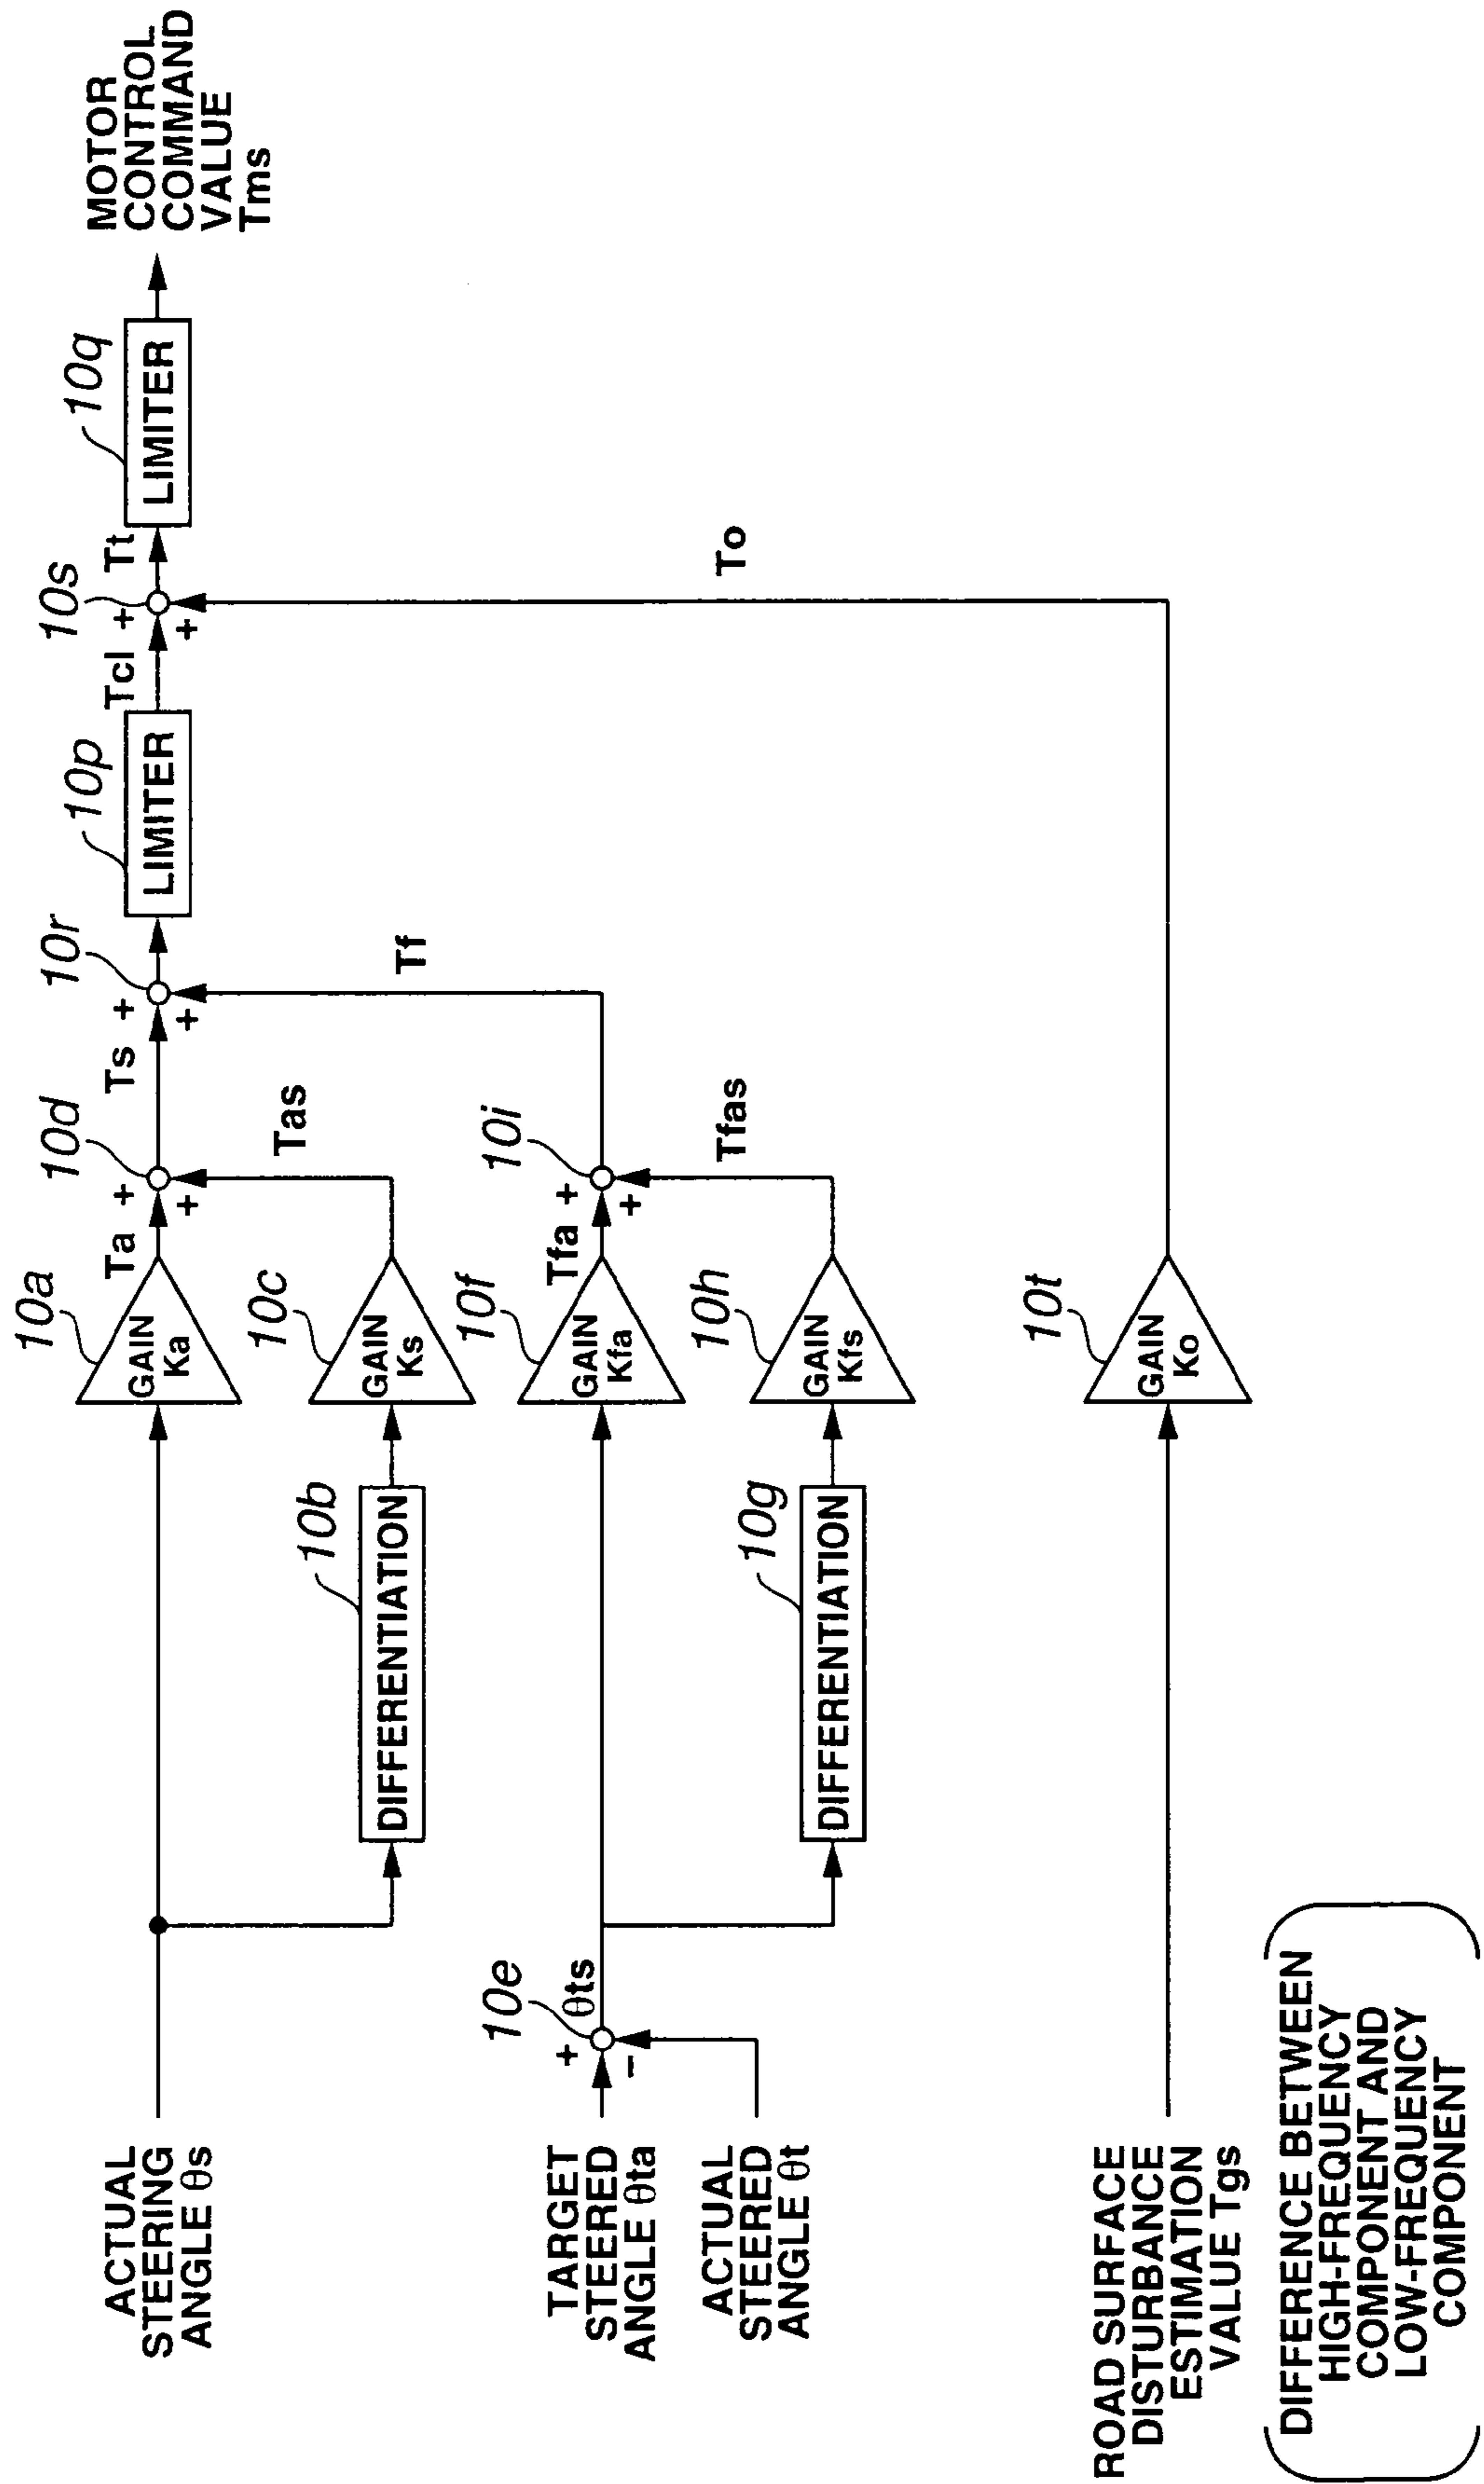 ACTUAL
STEERING
ANGLE θs
10a
GAIN
Ka
Ta
+
+
10d
Ts
+
+
10r
10p
LIMITER
Tcl
+
+
10s
Tt
10q
LIMITER
MOTOR
CONTROL
COMMAND
VALUE
Tms
10b
DIFFERENTIATION
10c
GAIN
Ks
Tas
TARGET
STEERED
ANGLE θta
+
-
10e
θts
10f
GAIN
Kfa
Tfa
+
+
10i
Tf
ACTUAL
STEERED
ANGLE θt
10g
DIFFERENTIATION
10h
GAIN
Kfs
Tfas
ROAD SURFACE
DISTURBANCE
ESTIMATION
VALUE Tgs
10t
GAIN
Ko
To
DIFFERENCE BETWEEN
HIGH-FREQUENCY
COMPONENT AND
LOW-FREQUENCY
COMPONENT